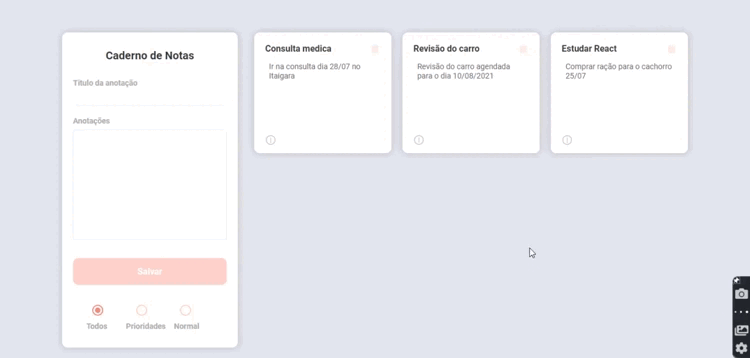 Caderno de Notas
Título da anotação
Anotações
Salvar
Todos
Prioridades
Normal
Consulta medica
Ir na consulta dia 28/07 no
Itaigara
Revisão do carro
Revisão do carro agendada
para o dia 10/08/2021
Estudar React
Comprar ração para o cachorro
25/07